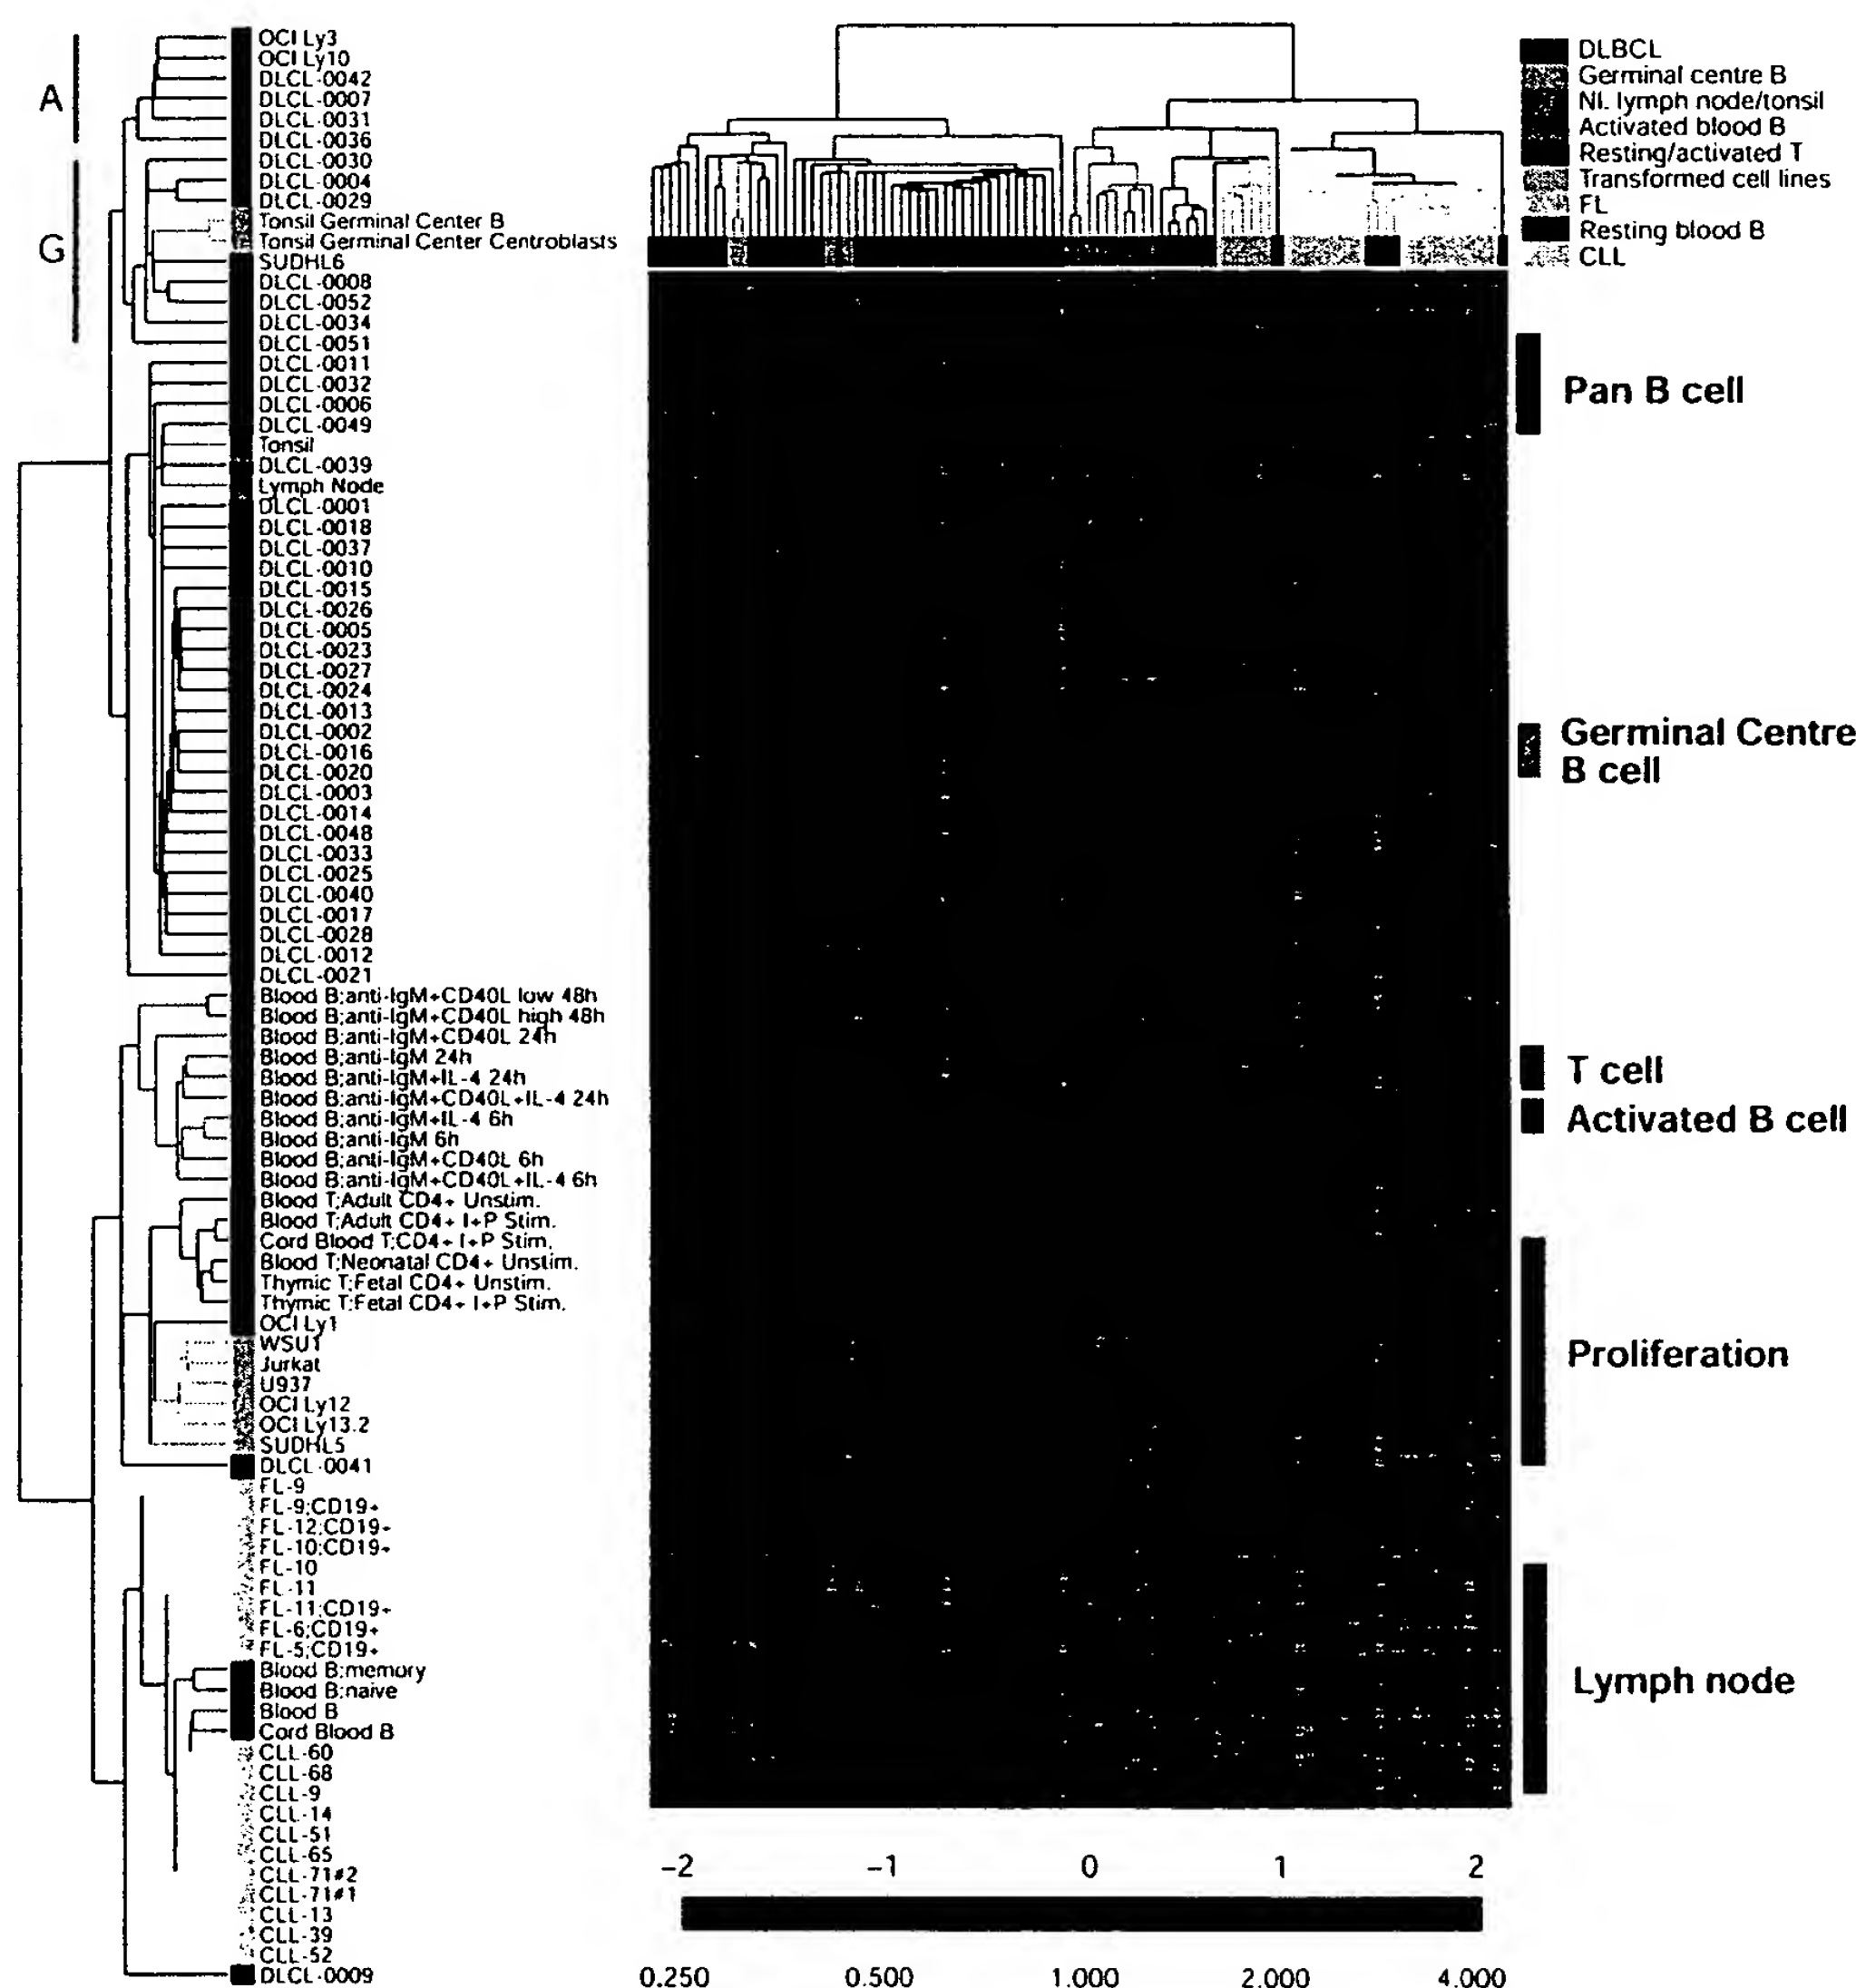 A
G
OCI Ly3
OCI Ly10
DLCL-0042
DLCL-0007
DLCL-0031
DLCL-0036
DLCL-0030
DLCL-0004
DLCL-0029
Tonsil Germinal Center B
Tonsil Germinal Center Centroblasts
SUDHL6
DLCL-0008
DLCL-0052
DLCL-0034
DLCL-0051
DLCL-0011
DLCL-0032
DLCL-0006
DLCL-0049
Tonsil
DLCL-0039
Lymph Node
DLCL-0001
DLCL-0018
DLCL-0037
DLCL-0010
DLCL-0015
DLCL-0026
DLCL-0005
DLCL-0023
DLCL-0027
DLCL-0024
DLCL-0013
DLCL-0002
DLCL-0016
DLCL-0020
DLCL-0003
DLCL-0014
DLCL-0048
DLCL-0033
DLCL-0025
DLCL-0040
DLCL-0017
DLCL-0028
DLCL-0012
DLCL-0021
Blood B;anti-IgM+CD40L low 48h
Blood B;anti-IgM+CD40L high 48h
Blood B;anti-IgM+CD40L 24h
Blood B;anti-IgM 24h
Blood B;anti-IgM+IL-4 24h
Blood B;anti-IgM+CD40L+IL-4 24h
Blood B;anti-IgM+IL-4 6h
Blood B;anti-IgM 6h
Blood B;anti-IgM+CD40L 6h
Blood B;anti-IgM+CD40L+IL-4 6h
Blood T;Adult CD4+ Unstim.
Blood T;Adult CD4+ I+P Stim.
Cord Blood T;CD4+ I+P Stim.
Blood T;Neonatal CD4+ Unstim.
Thymic T;Fetal CD4+ Unstim.
Thymic T;Fetal CD4+ I+P Stim.
OCI Ly1
WSU1
Jurkat
U937
OCI Ly12
OCI Ly13.2
SUDHL5
DLCL-0041
FL-9
FL-9;CD19+
FL-12;CD19+
FL-10;CD19+
FL-10
FL-11
FL-11;CD19+
FL-6;CD19+
FL-5;CD19+
Blood B;memory
Blood B;naive
Blood B
Cord Blood B
CLL-60
CLL-68
CLL-9
CLL-14
CLL-51
CLL-65
CLL-71#2
CLL-71#1
CLL-13
CLL-39
CLL-52
DLCL-0009
DLBCL
Germinal centre B
Nl. lymph node/tonsil
Activated blood B
Resting/activated T
Transformed cell lines
FL
Resting blood B
CLL
Pan B cell
Germinal Centre
B cell
T cell
Activated B cell
Proliferation
Lymph node
-2 -1 0 1 2
0.250 0.500 1.000 2.000 4.000